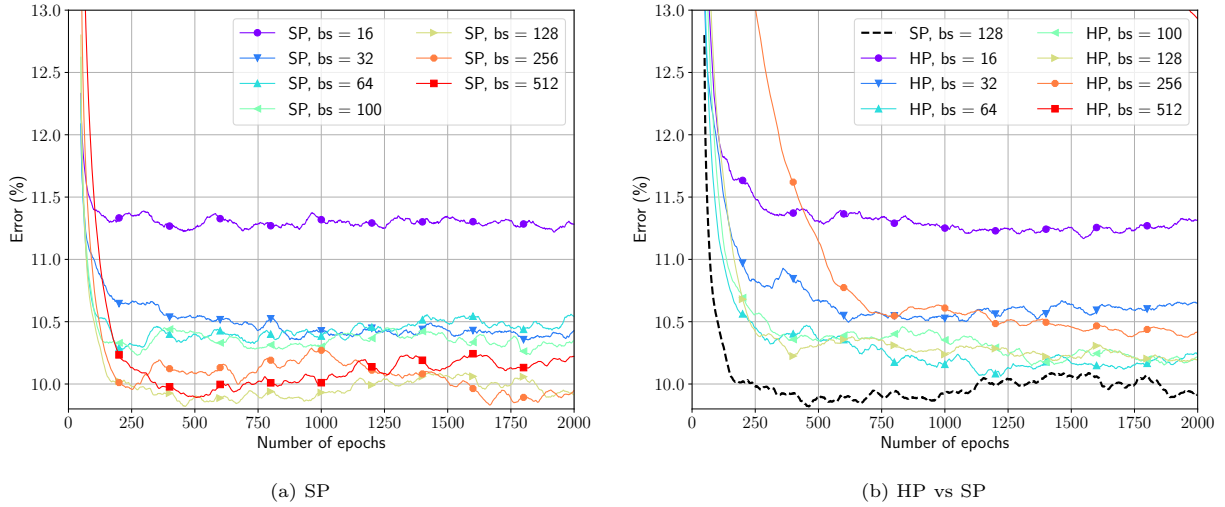 13.0
12.5
12.0
11.5
11.0
10.5
10.0
Error (%)
0 250 500 750 1000 1250 1500 1750 2000
Number of epochs
SP, bs = 16
SP, bs = 32
SP, bs = 64
SP, bs = 100
SP, bs = 128
SP, bs = 256
SP, bs = 512
(a) SP
13.0
12.5
12.0
11.5
11.0
10.5
10.0
Error (%)
0 250 500 750 1000 1250 1500 1750 2000
Number of epochs
SP, bs = 128
HP, bs = 16
HP, bs = 32
HP, bs = 64
HP, bs = 100
HP, bs = 128
HP, bs = 256
HP, bs = 512
(b) HP vs SP